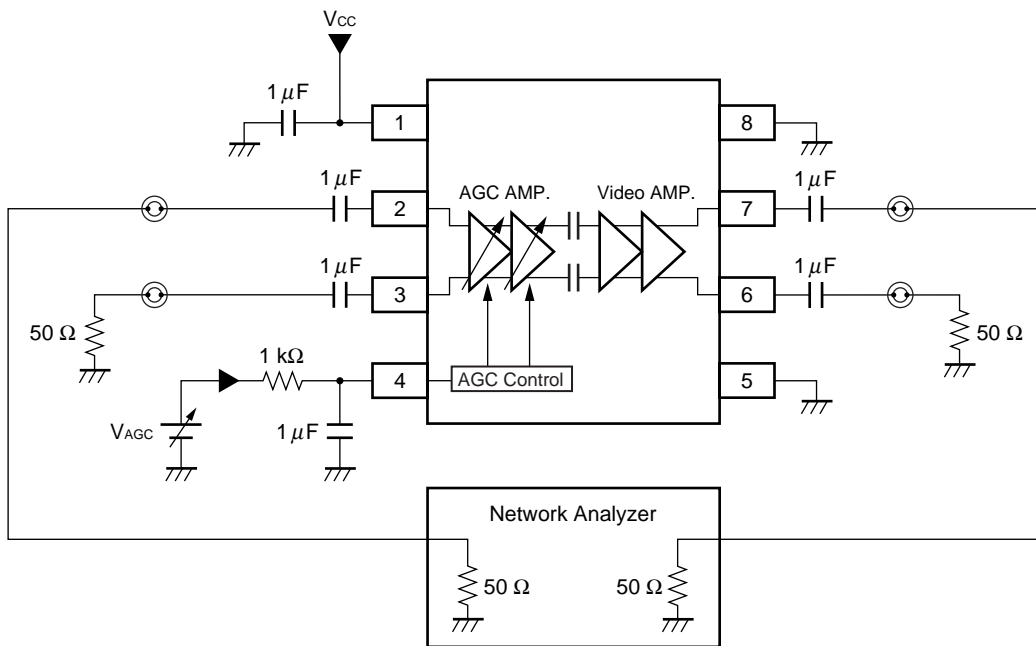 VCC
1 μF
1
8
1 μF
AGC AMP.
Video AMP.
1 μF
2
7
1 μF
1 μF
3
6
50 Ω
50 Ω
1 kΩ
4
AGC Control
5
VAGC
1 μF
Network Analyzer
50 Ω
50 Ω